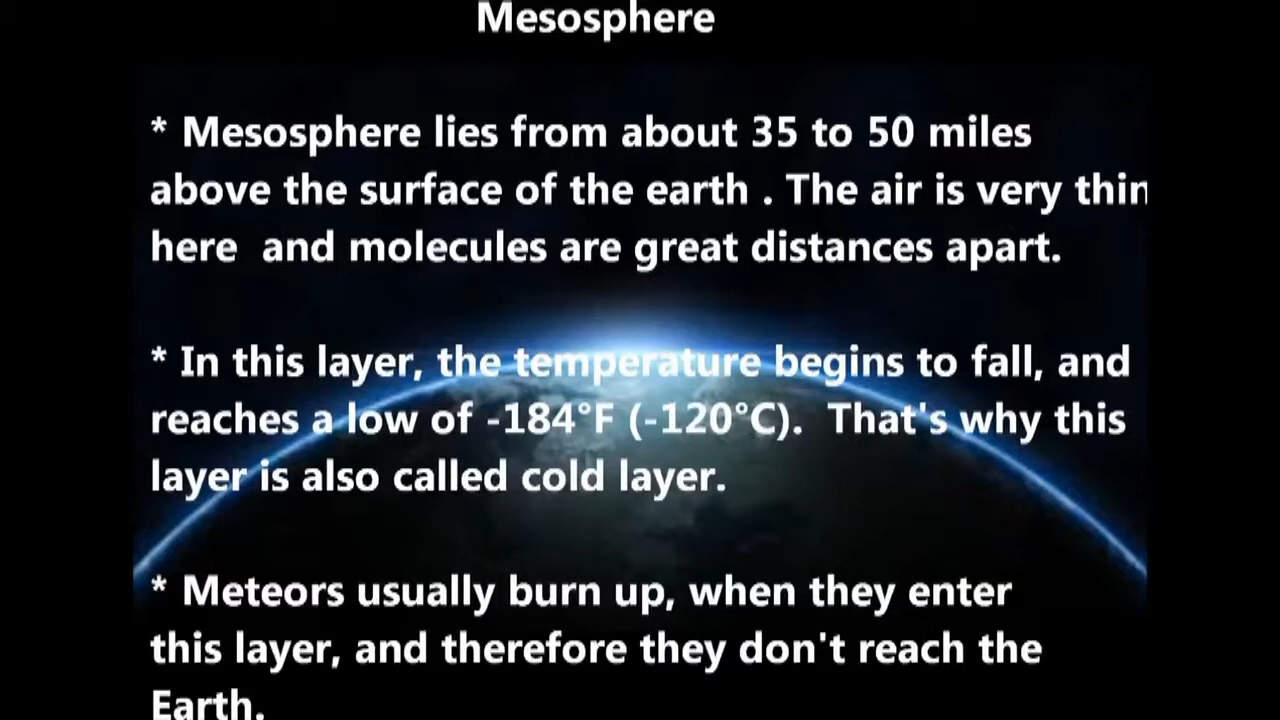 Mesosphere
* Mesosphere lies from about 35 to 50 miles
above the surface of the earth . The air is very thin
here  and molecules are great distances apart.
* In this layer, the temperature begins to fall, and
reaches a low of -184°F (-120°C).  That's why this
layer is also called cold layer.
* Meteors usually burn up, when they enter
this layer, and therefore they don't reach the
Earth.